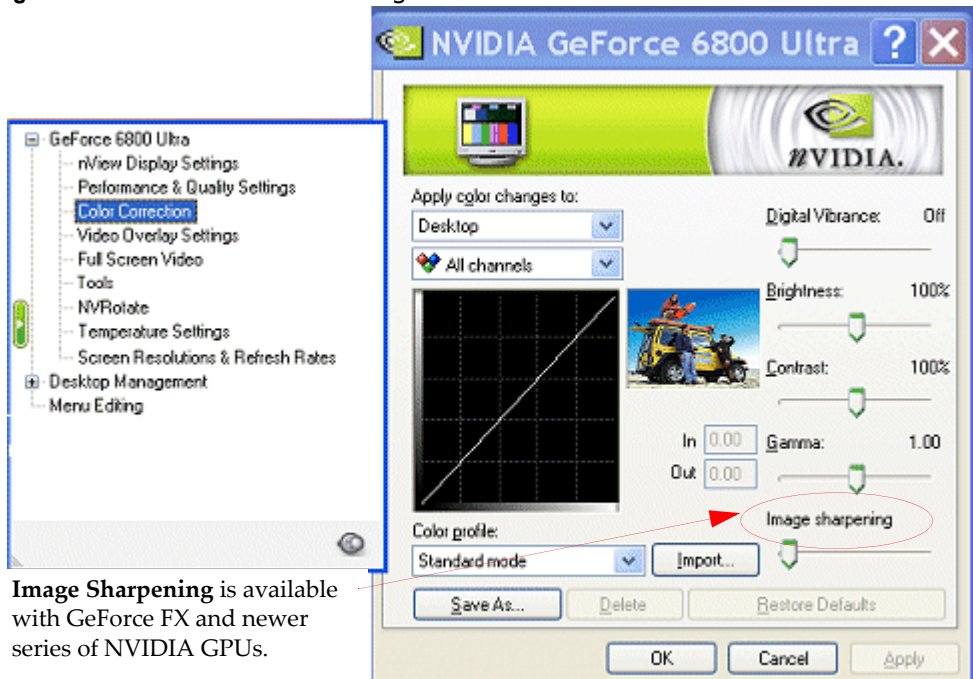 NVIDIA GeForce 6800 Ultra
?
X
GeForce 6800 Ultra
nView Display Settings
Performance & Quality Settings
Color Correction
Video Overlay Settings
Full Screen Video
Tools
NVRotate
Temperature Settings
Screen Resolutions & Refresh Rates
Desktop Management
Menu Editing
Image Sharpening is available
with GeForce FX and newer
series of NVIDIA GPUs.
nVIDIA.
Apply color changes to:
Desktop
All channels
Digital Vibrance: Off
Brightness: 100%
Contrast: 100%
In 0.00
Out 0.00
Gamma: 1.00
Image sharpening
Color profile:
Standard mode
Import...
Save As...
Delete
Restore Defaults
OK
Cancel
Apply